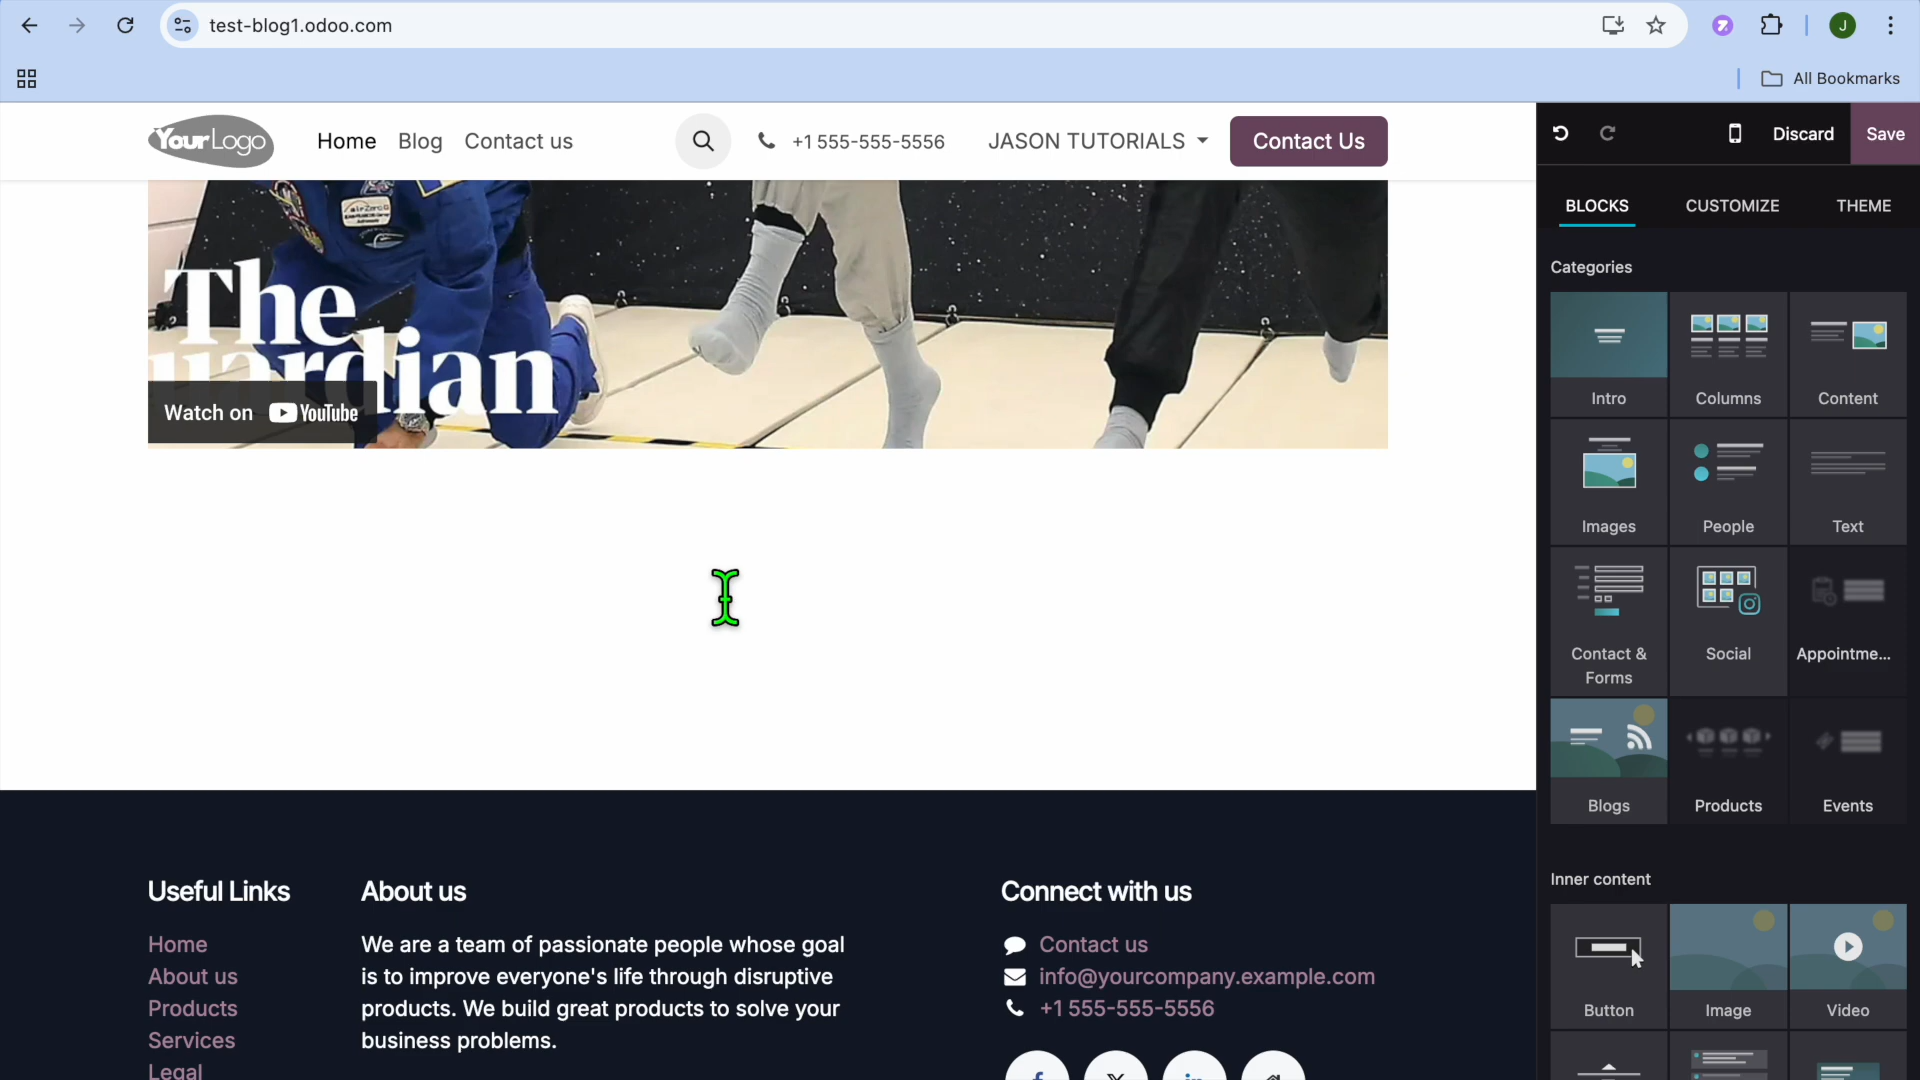 test-blog1.odoo.com
All Bookmarks
YourLogo
Home
Blog
Contact us
+1 555-555-5556
JASON TUTORIALS
Contact Us
Discard
Save
BLOCKS
CUSTOMIZE
THEME
Categories
Intro
Columns
Content
Images
People
Text
Contact &
Forms
Social
Appointme...
Blogs
Products
Events
Inner content
Button
Image
Video
The
uardian
Watch on YouTube
Useful Links
Home
About us
Products
Services
Legal
About us
We are a team of passionate people whose goal
is to improve everyone's life through disruptive
products. We build great products to solve your
business problems.
Connect with us
Contact us
info@yourcompany.example.com
+1 555-555-5556
J